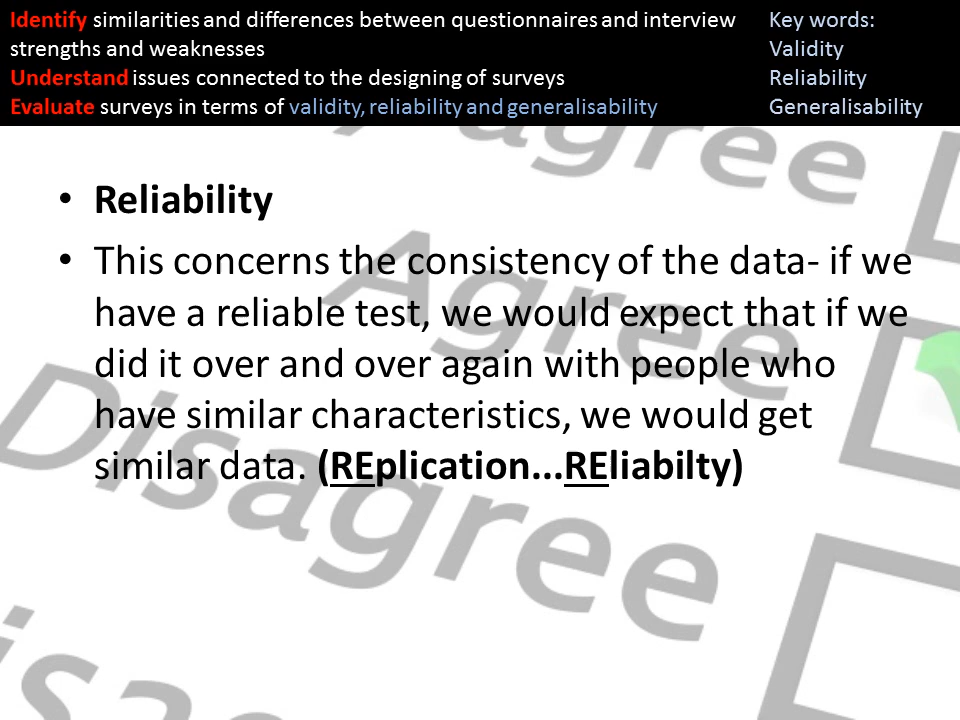 Identify similarities and differences between questionnaires and interview
strengths and weaknesses
Understand issues connected to the designing of surveys
Evaluate surveys in terms of validity, reliability and generalisability
Key words:
Validity
Reliability
Generalisability
• Reliability
• This concerns the consistency of the data- if we
have a reliable test, we would expect that if we
did it over and over again with people who
have similar characteristics, we would get
similar data. (REplication...REliabilty)
Agree
Agree
Disagree